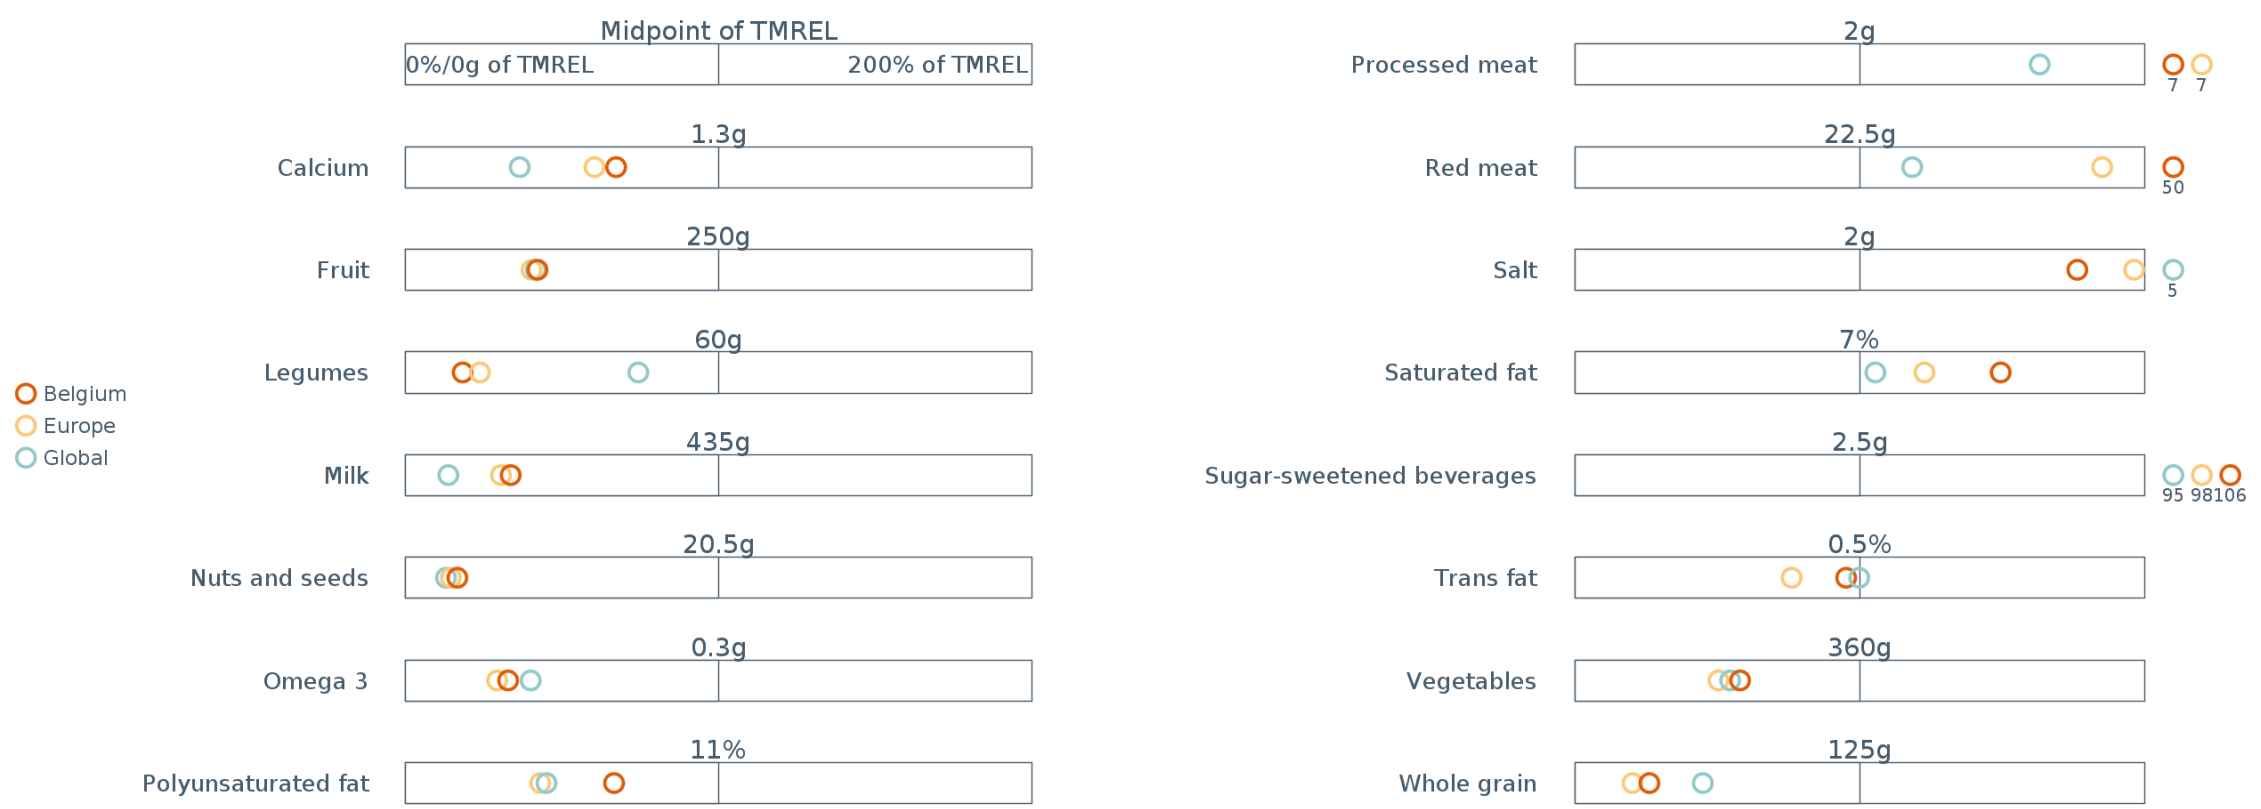 Midpoint of TMREL
0%/0g of TMREL 200% of TMREL
1.3g
Calcium
250g
Fruit
60g
Legumes
435g
Milk
20.5g
Nuts and seeds
0.3g
Omega 3
11%
Polyunsaturated fat
Belgium
Europe
Global
2g
Processed meat
7 7
22.5g
Red meat
50
2g
Salt
5
7%
Saturated fat
2.5g
Sugar-sweetened beverages
95 98 106
0.5%
Trans fat
360g
Vegetables
125g
Whole grain